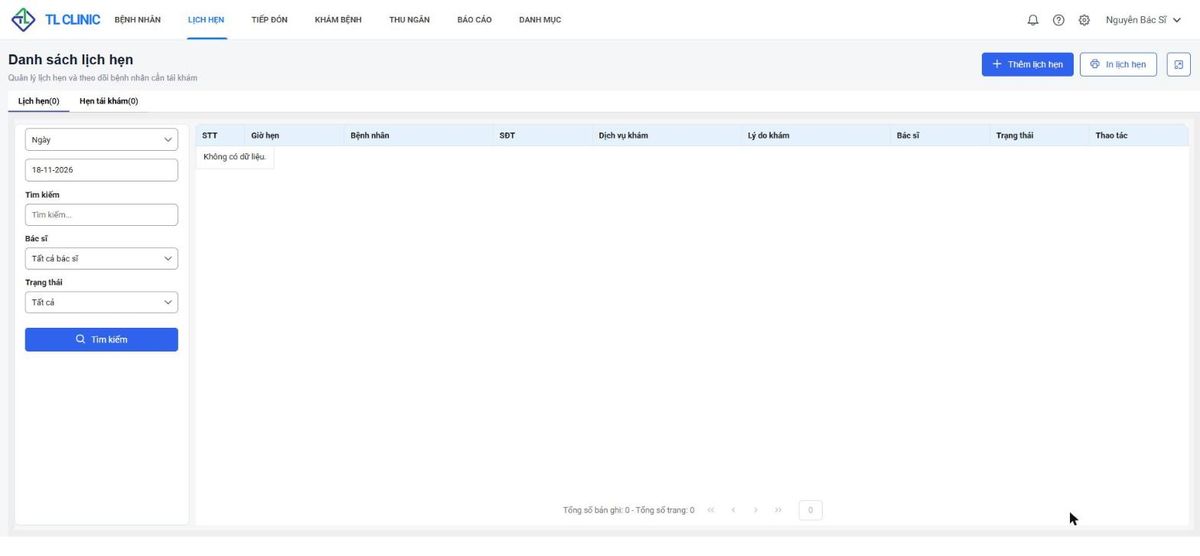 TL CLINIC BỆNH NHÂN LỊCH HẸN TIẾP ĐÓN KHÁM BỆNH THU NGÂN BÁO CÁO DANH MỤC Nguyễn Bác Sĩ
Danh sách lịch hẹn
Quản lý lịch hẹn và theo dõi bệnh nhân cần tái khám
+ Thêm lịch hẹn In lịch hẹn
Lịch hẹn(0) Hẹn tái khám(0)
Ngày
18-11-2026
Tìm kiếm
Tìm kiếm...
Bác sĩ
Tất cả bác sĩ
Trạng thái
Tất cả
Tìm kiếm
STT Giờ hẹn Bệnh nhân SĐT Dịch vụ khám Lý do khám Bác sĩ Trạng thái Thao tác
Không có dữ liệu.
Tổng số bản ghi: 0 - Tổng số trang: 0 << < > >> 0